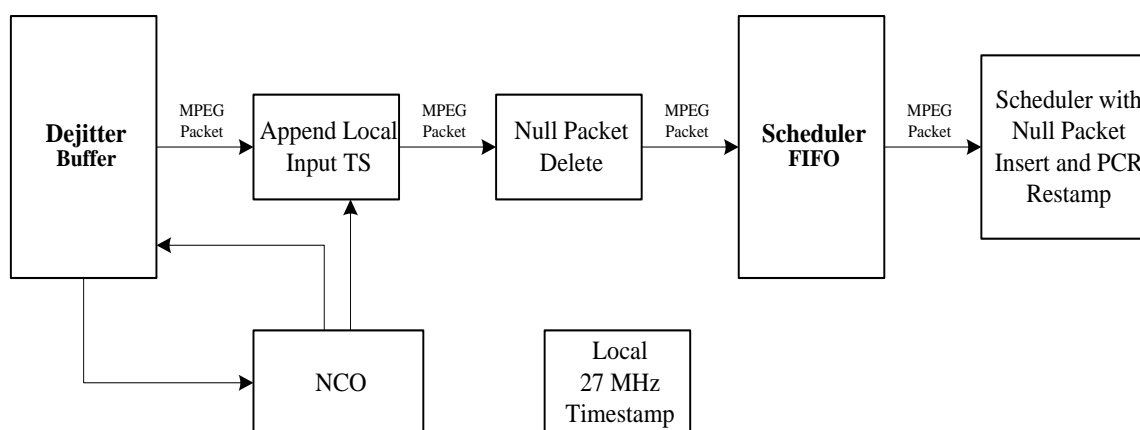 Dejitter
Buffer
MPEG
Packet
Append Local
Input TS
MPEG
Packet
Null Packet
Delete
MPEG
Packet
Scheduler
FIFO
MPEG
Packet
Scheduler with
Null Packet
Insert and PCR
Restamp
NCO
Local
27 MHz
Timestamp